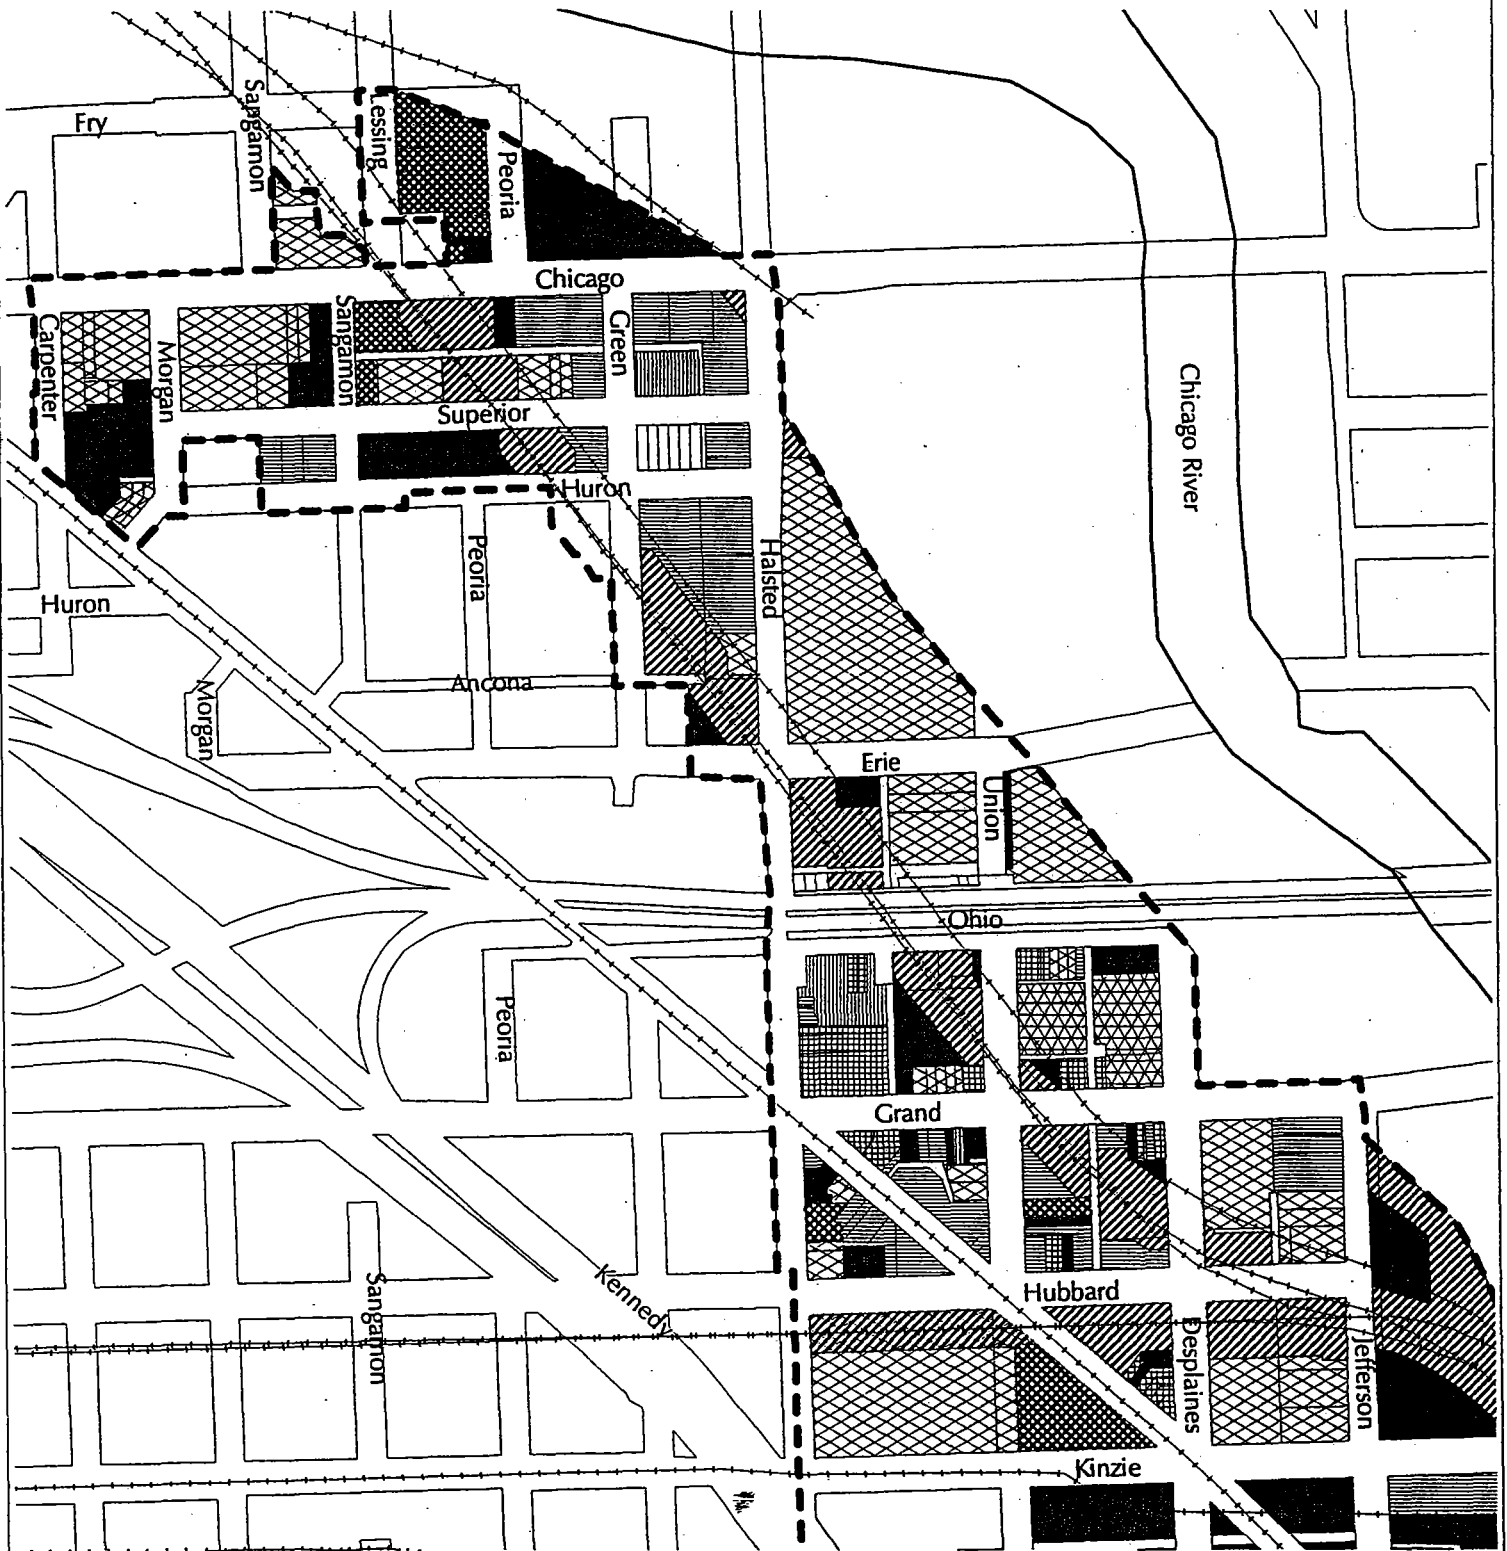 Fry
Sangamon
Lessing
Peoria
Chicago
Carpenter
Morgan
Sangamon
Green
Superior
Chicago River
Huron
Peoria
Halsted
Huron
Ancona
Morgan
Erie
Union
Ohio
Peoria
Grand
Sangamon
Kennedy
Hubbard
Desplaines
Jefferson
Kinzie